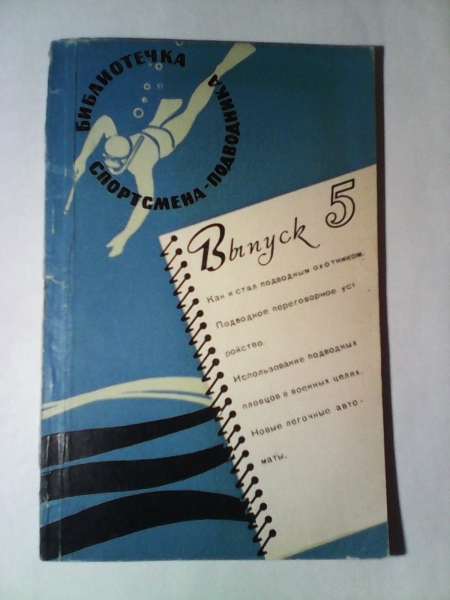 БИБЛИОТЕЧКА
СПОРТСМЕНА-ПОДВОДНИКА
Выпуск 5
Как я стал подводным охотником.
Подводное переговорное уст
ройство.
Использование подводных
пловцов в военных целях.
Новые легочные авто-
маты.